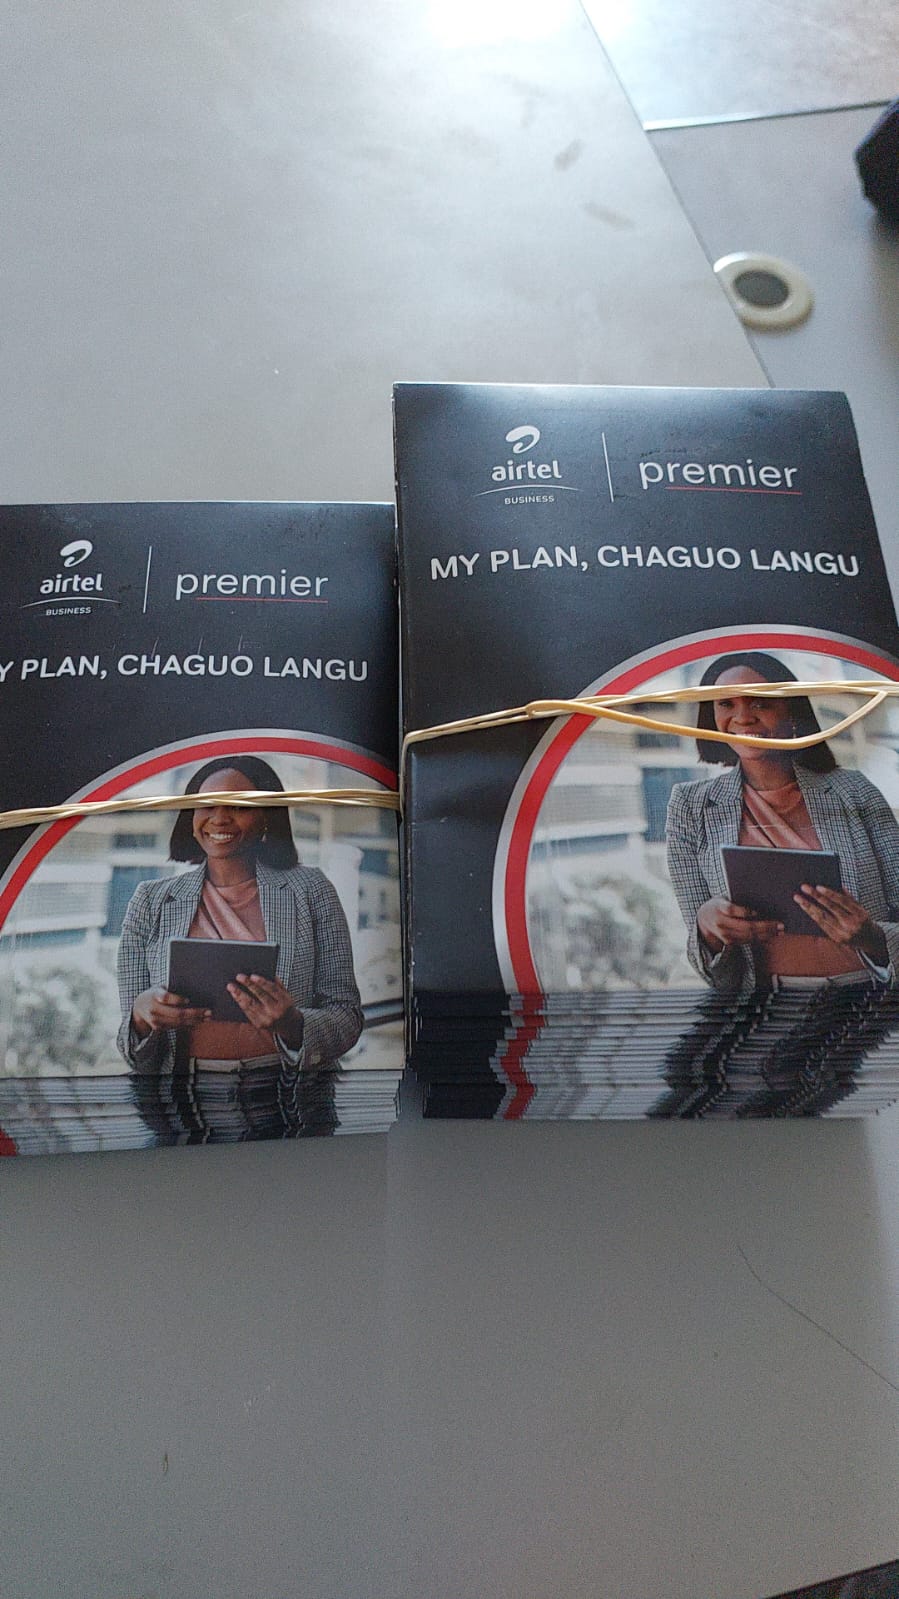 airtel
BUSINESS
premier
MY PLAN, CHAGUO LANGU
airtel
BUSINESS
premier
Y PLAN, CHAGUO LANGU